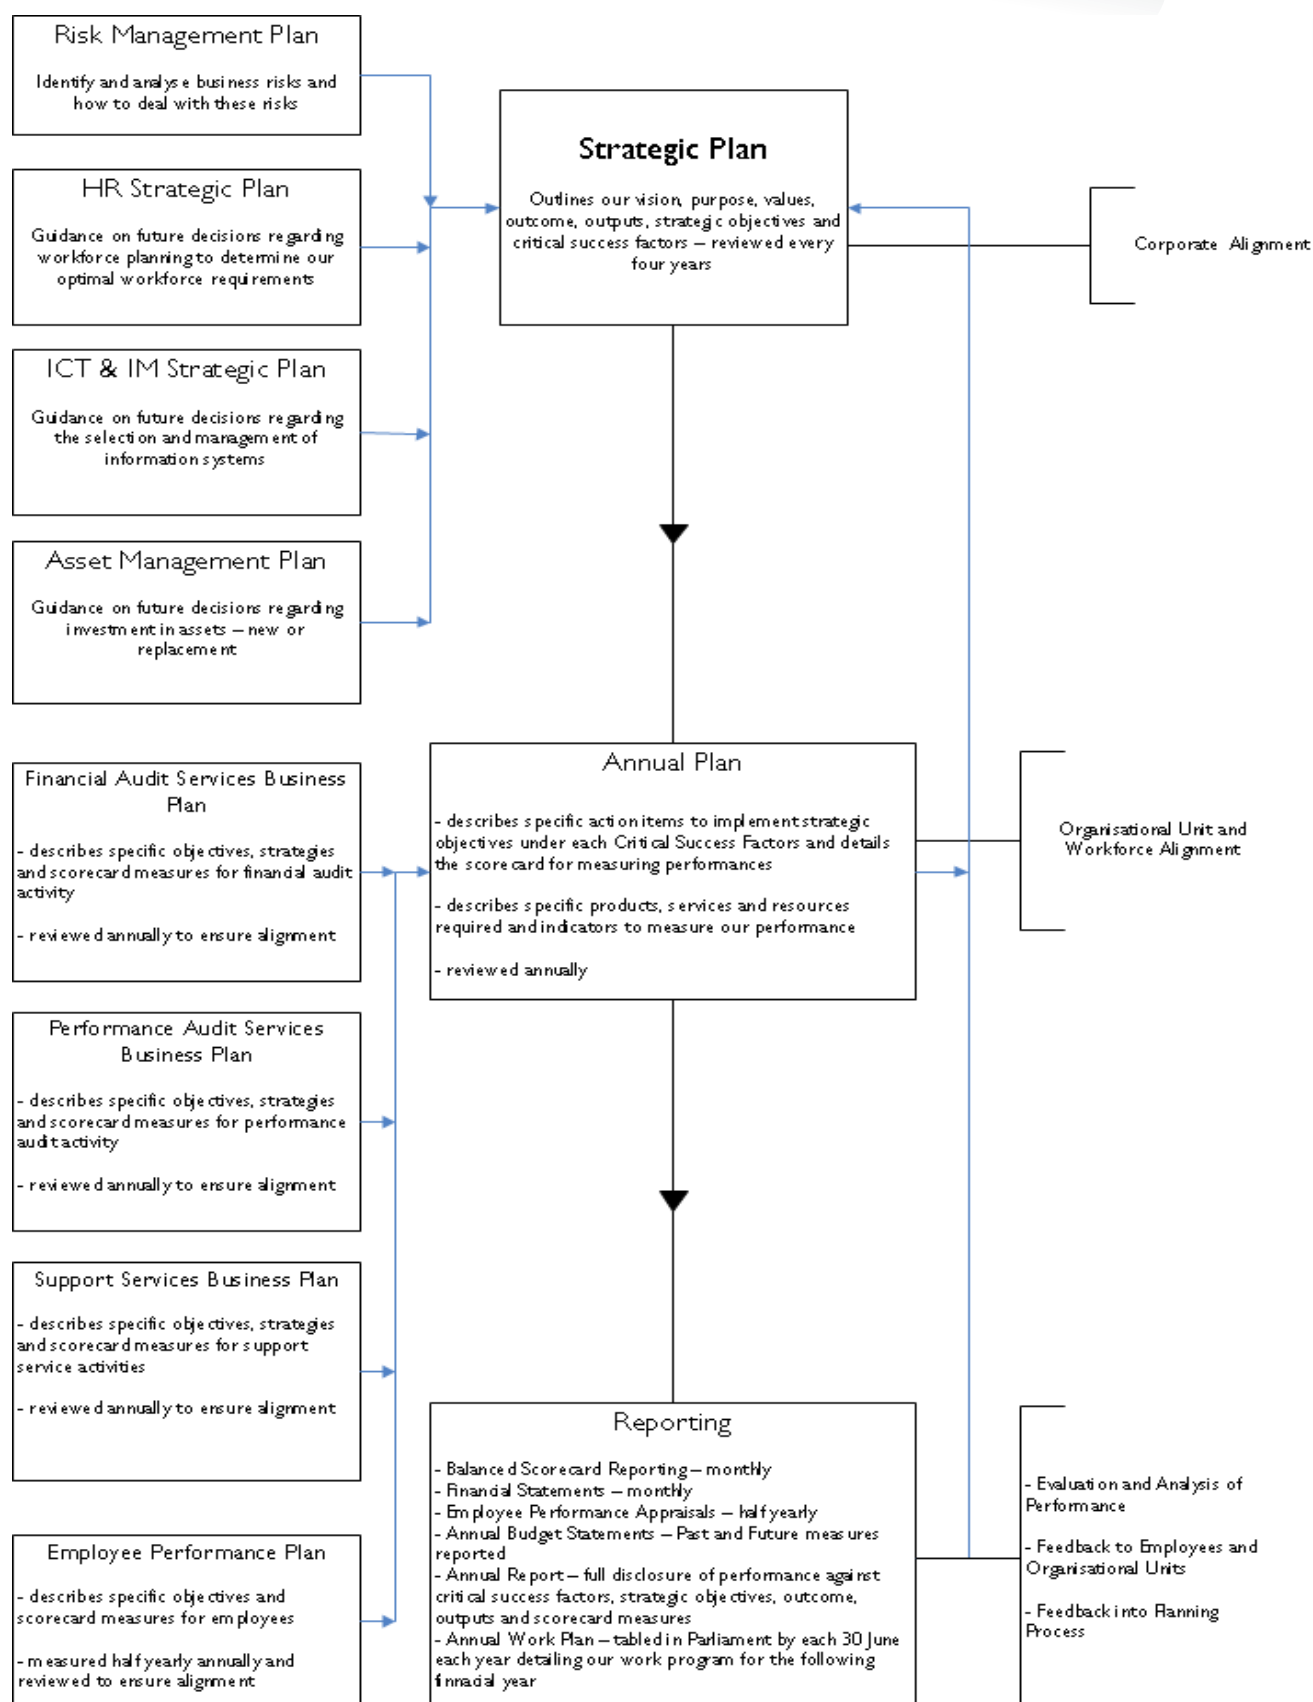 Risk Management Plan
Identify and analyse business risks and
how to deal with these risks
HR Strategic Plan
Guidance on future decisions regarding
workforce planning to determine our
optimal workforce requirements
ICT & IM Strategic Plan
Guidance on future decisions regarding
the selection and management of
information systems
Asset Management Plan
Guidance on future decisions regarding
investment in assets – new or
replacement
Strategic Plan
Outlines our vision, purpose, values,
outcome, outputs, strategic objectives and
critical success factors – reviewed every
four years
Corporate Alignment
Financial Audit Services Business
Plan
- describes specific objectives, strategies
and scorecard measures for financial audit
activity
- reviewed annually to ensure alignment
Annual Plan
- describes specific action items to implement strategic
objectives under each Critical Success Factors and details
the scorecard for measuring performances
- describes specific products, services and resources
required and indicators to measure our performance
- reviewed annually
Organisational Unit and
Workforce Alignment
Performance Audit Services
Business Plan
- describes specific objectives, strategies
and scorecard measures for performance
audit activity
- reviewed annually to ensure alignment
Support Services Business Plan
- describes specific objectives, strategies
and scorecard measures for support
service activities
- reviewed annually to ensure alignment
Employee Performance Plan
- describes specific objectives and
scorecard measures for employees
- measured half yearly annually and
reviewed to ensure alignment
Reporting
- Balanced Scorecard Reporting – monthly
- Financial Statements – monthly
- Employee Performance Appraisals – half yearly
- Annual Budget Statements – Past and Future measures
reported
- Annual Report – full disclosure of performance against
critical success factors, strategic objectives, outcome,
outputs and scorecard measures
- Annual Work Plan – tabled in Parliament by each 30 June
each year detailing our work program for the following
finnacial year
- Evaluation and Analysis of
Performance
- Feedback to Employees and
Organisational Units
- Feedback into Planning
Process